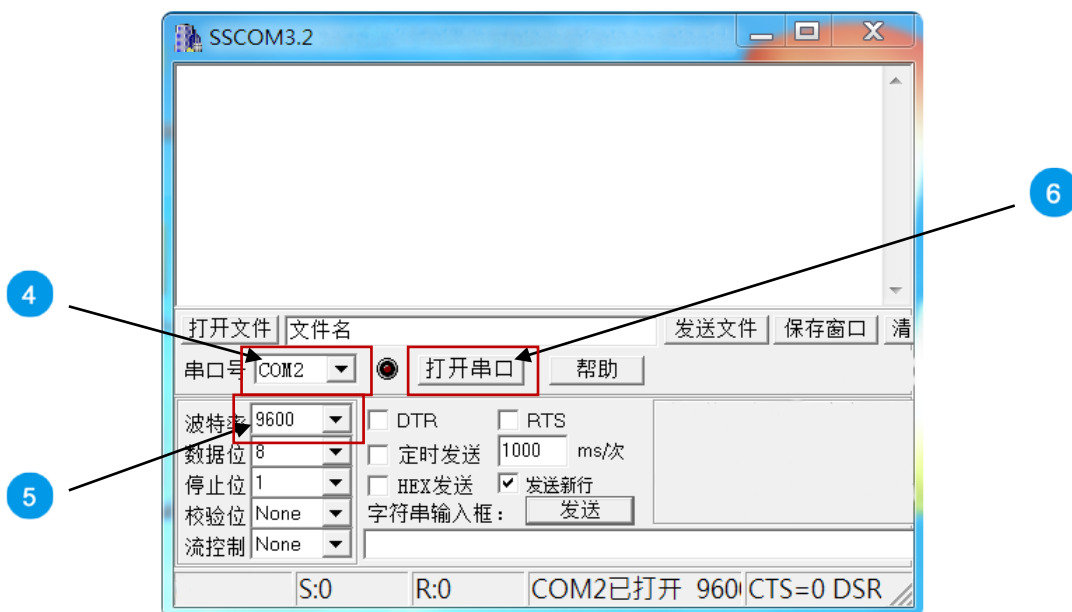 SSCOM3.2
6
4
打开文件 文件名 发送文件 保存窗口 清
串口号 COM2 打开串口 帮助
波特率 9600 DTR RTS
数据位 8 定时发送 1000 ms/次
5
停止位 1 HEX发送 发送新行
校验位 None 字符串输入框: 发送
流控制 None
S:0 R:0 COM2已打开 960 CTS=0 DSR